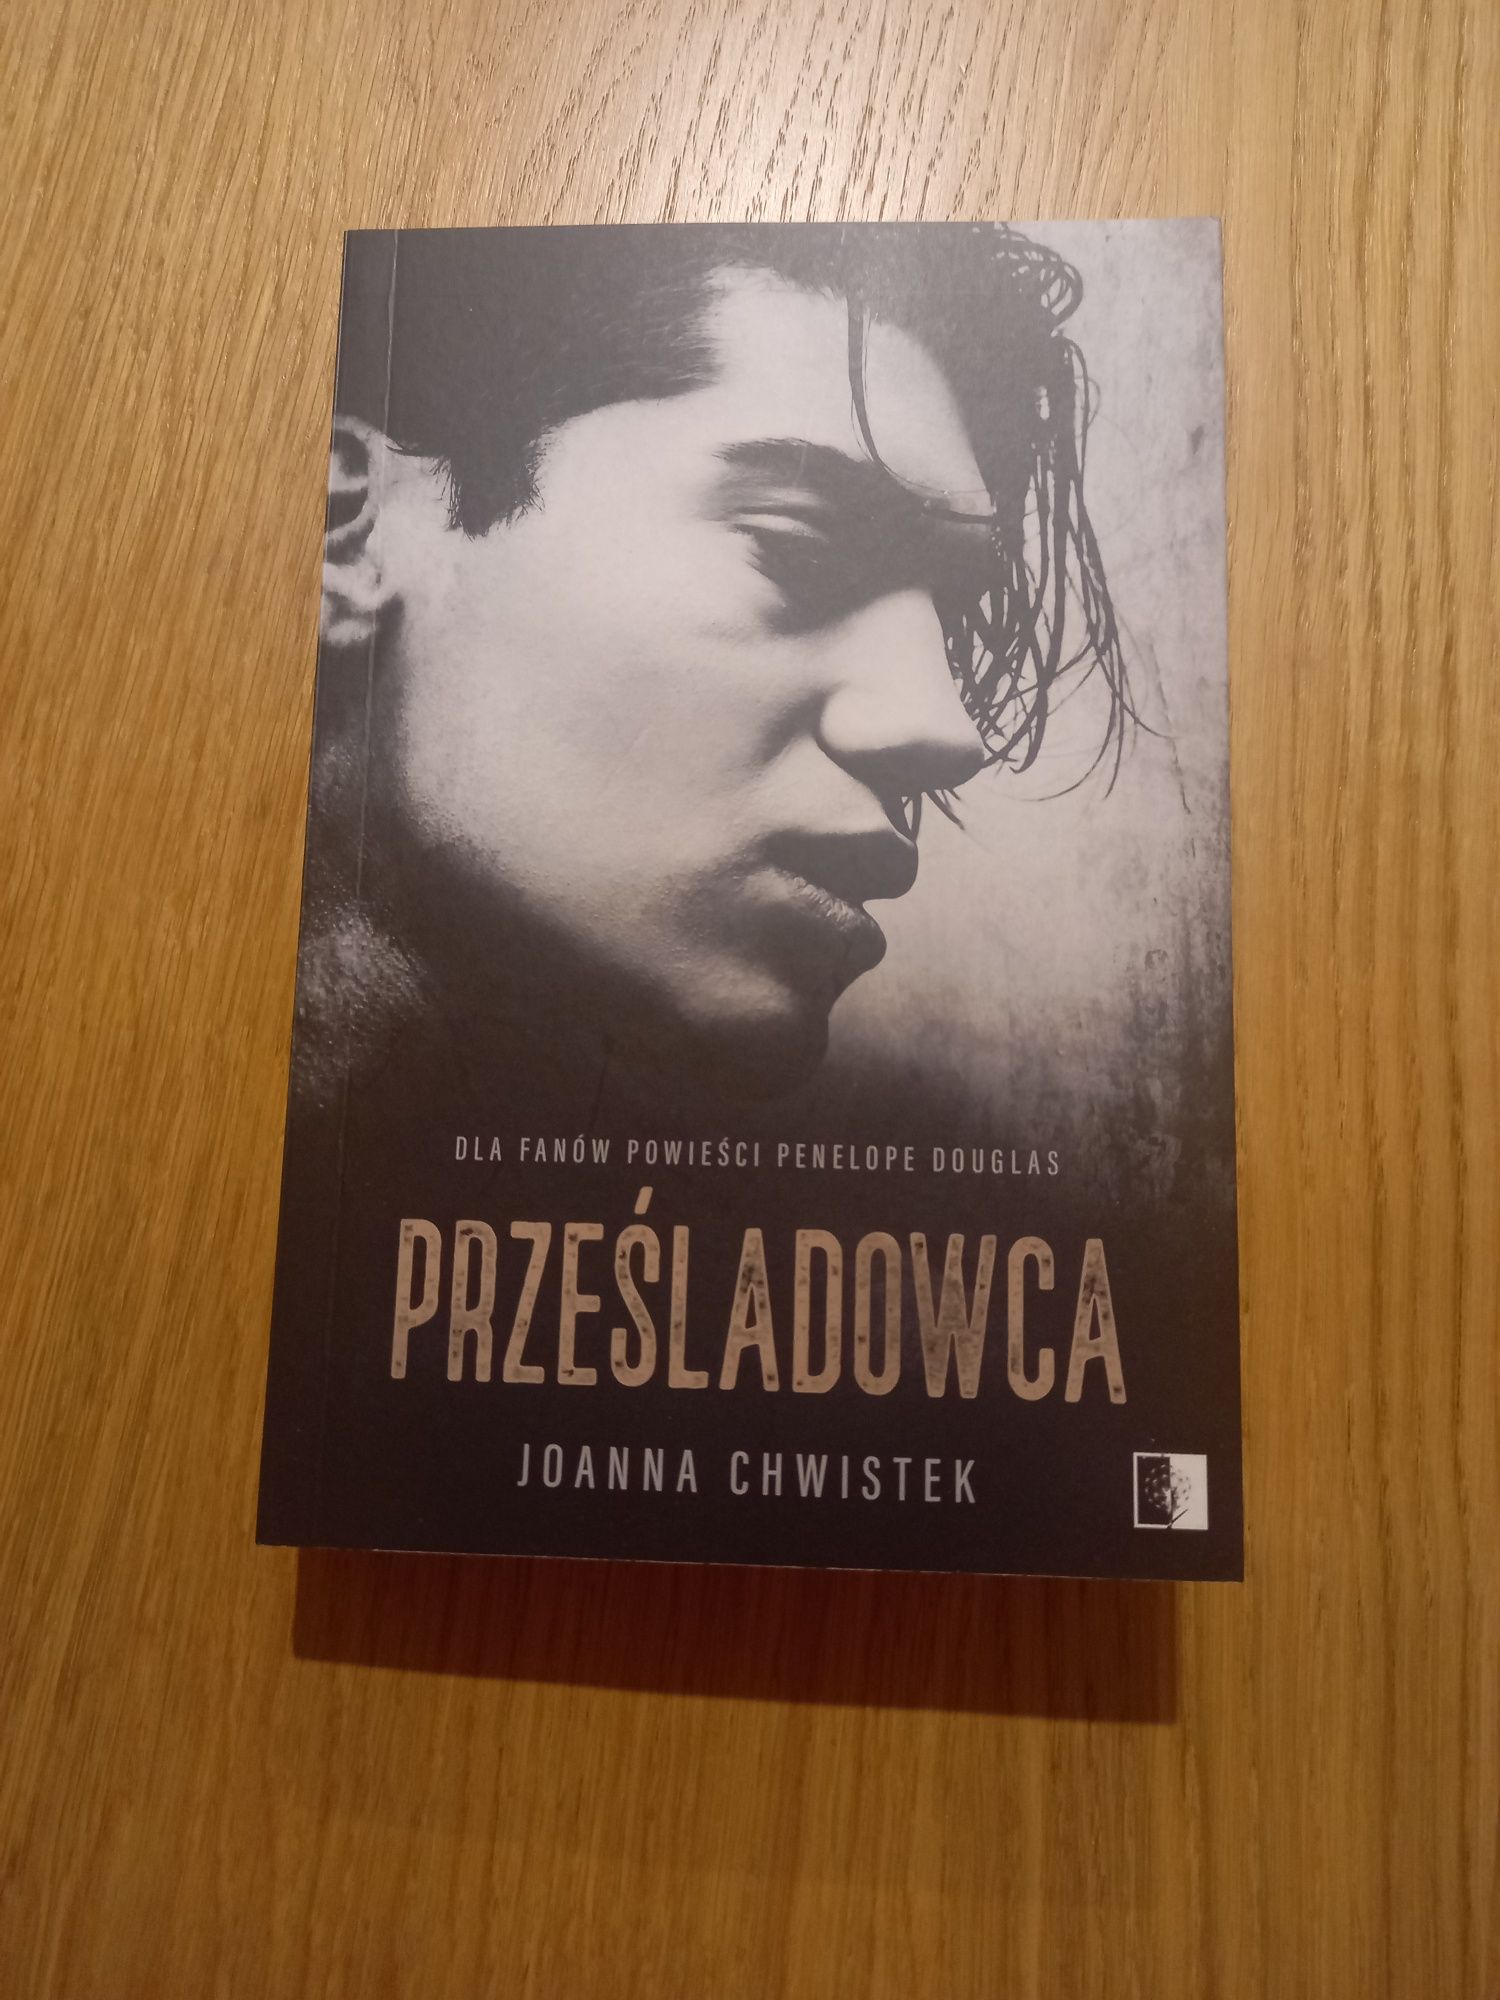 DLA FANÓW POWIEŚCI PENELOPE DOUGLAS
PRZEŚLADOWCA
JOANNA CHWISTEK